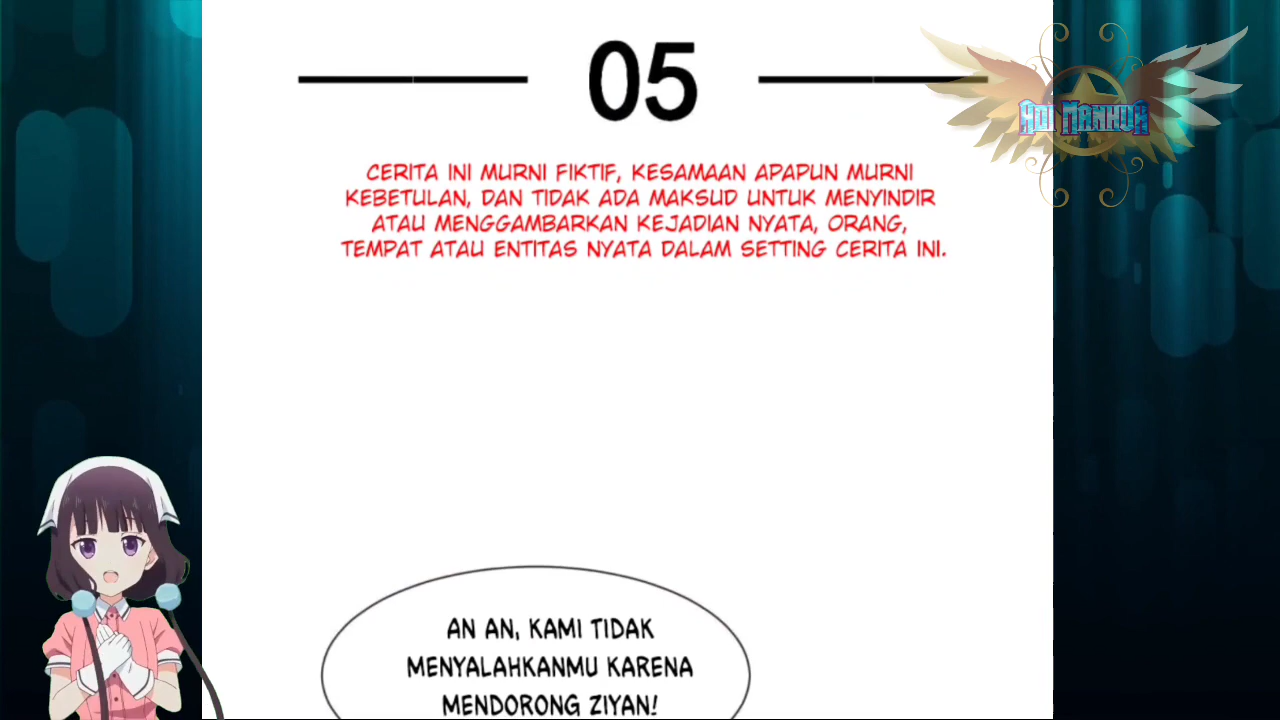 05
ADI MANHUA
CERITA INI MURNI FIKTIF, KESAMAAN APAPUN MURNI
KEBETULAN, DAN TIDAK ADA MAKSUD UNTUK MENYINDIR
ATAU MENGGAMBARKAN KEJADIAN NYATA, ORANG,
TEMPAT ATAU ENTITAS NYATA DALAM SETTING CERITA INI.
AN AN, KAMI TIDAK
MENYALAHKANMU KARENA
MENDORONG ZIYAN!